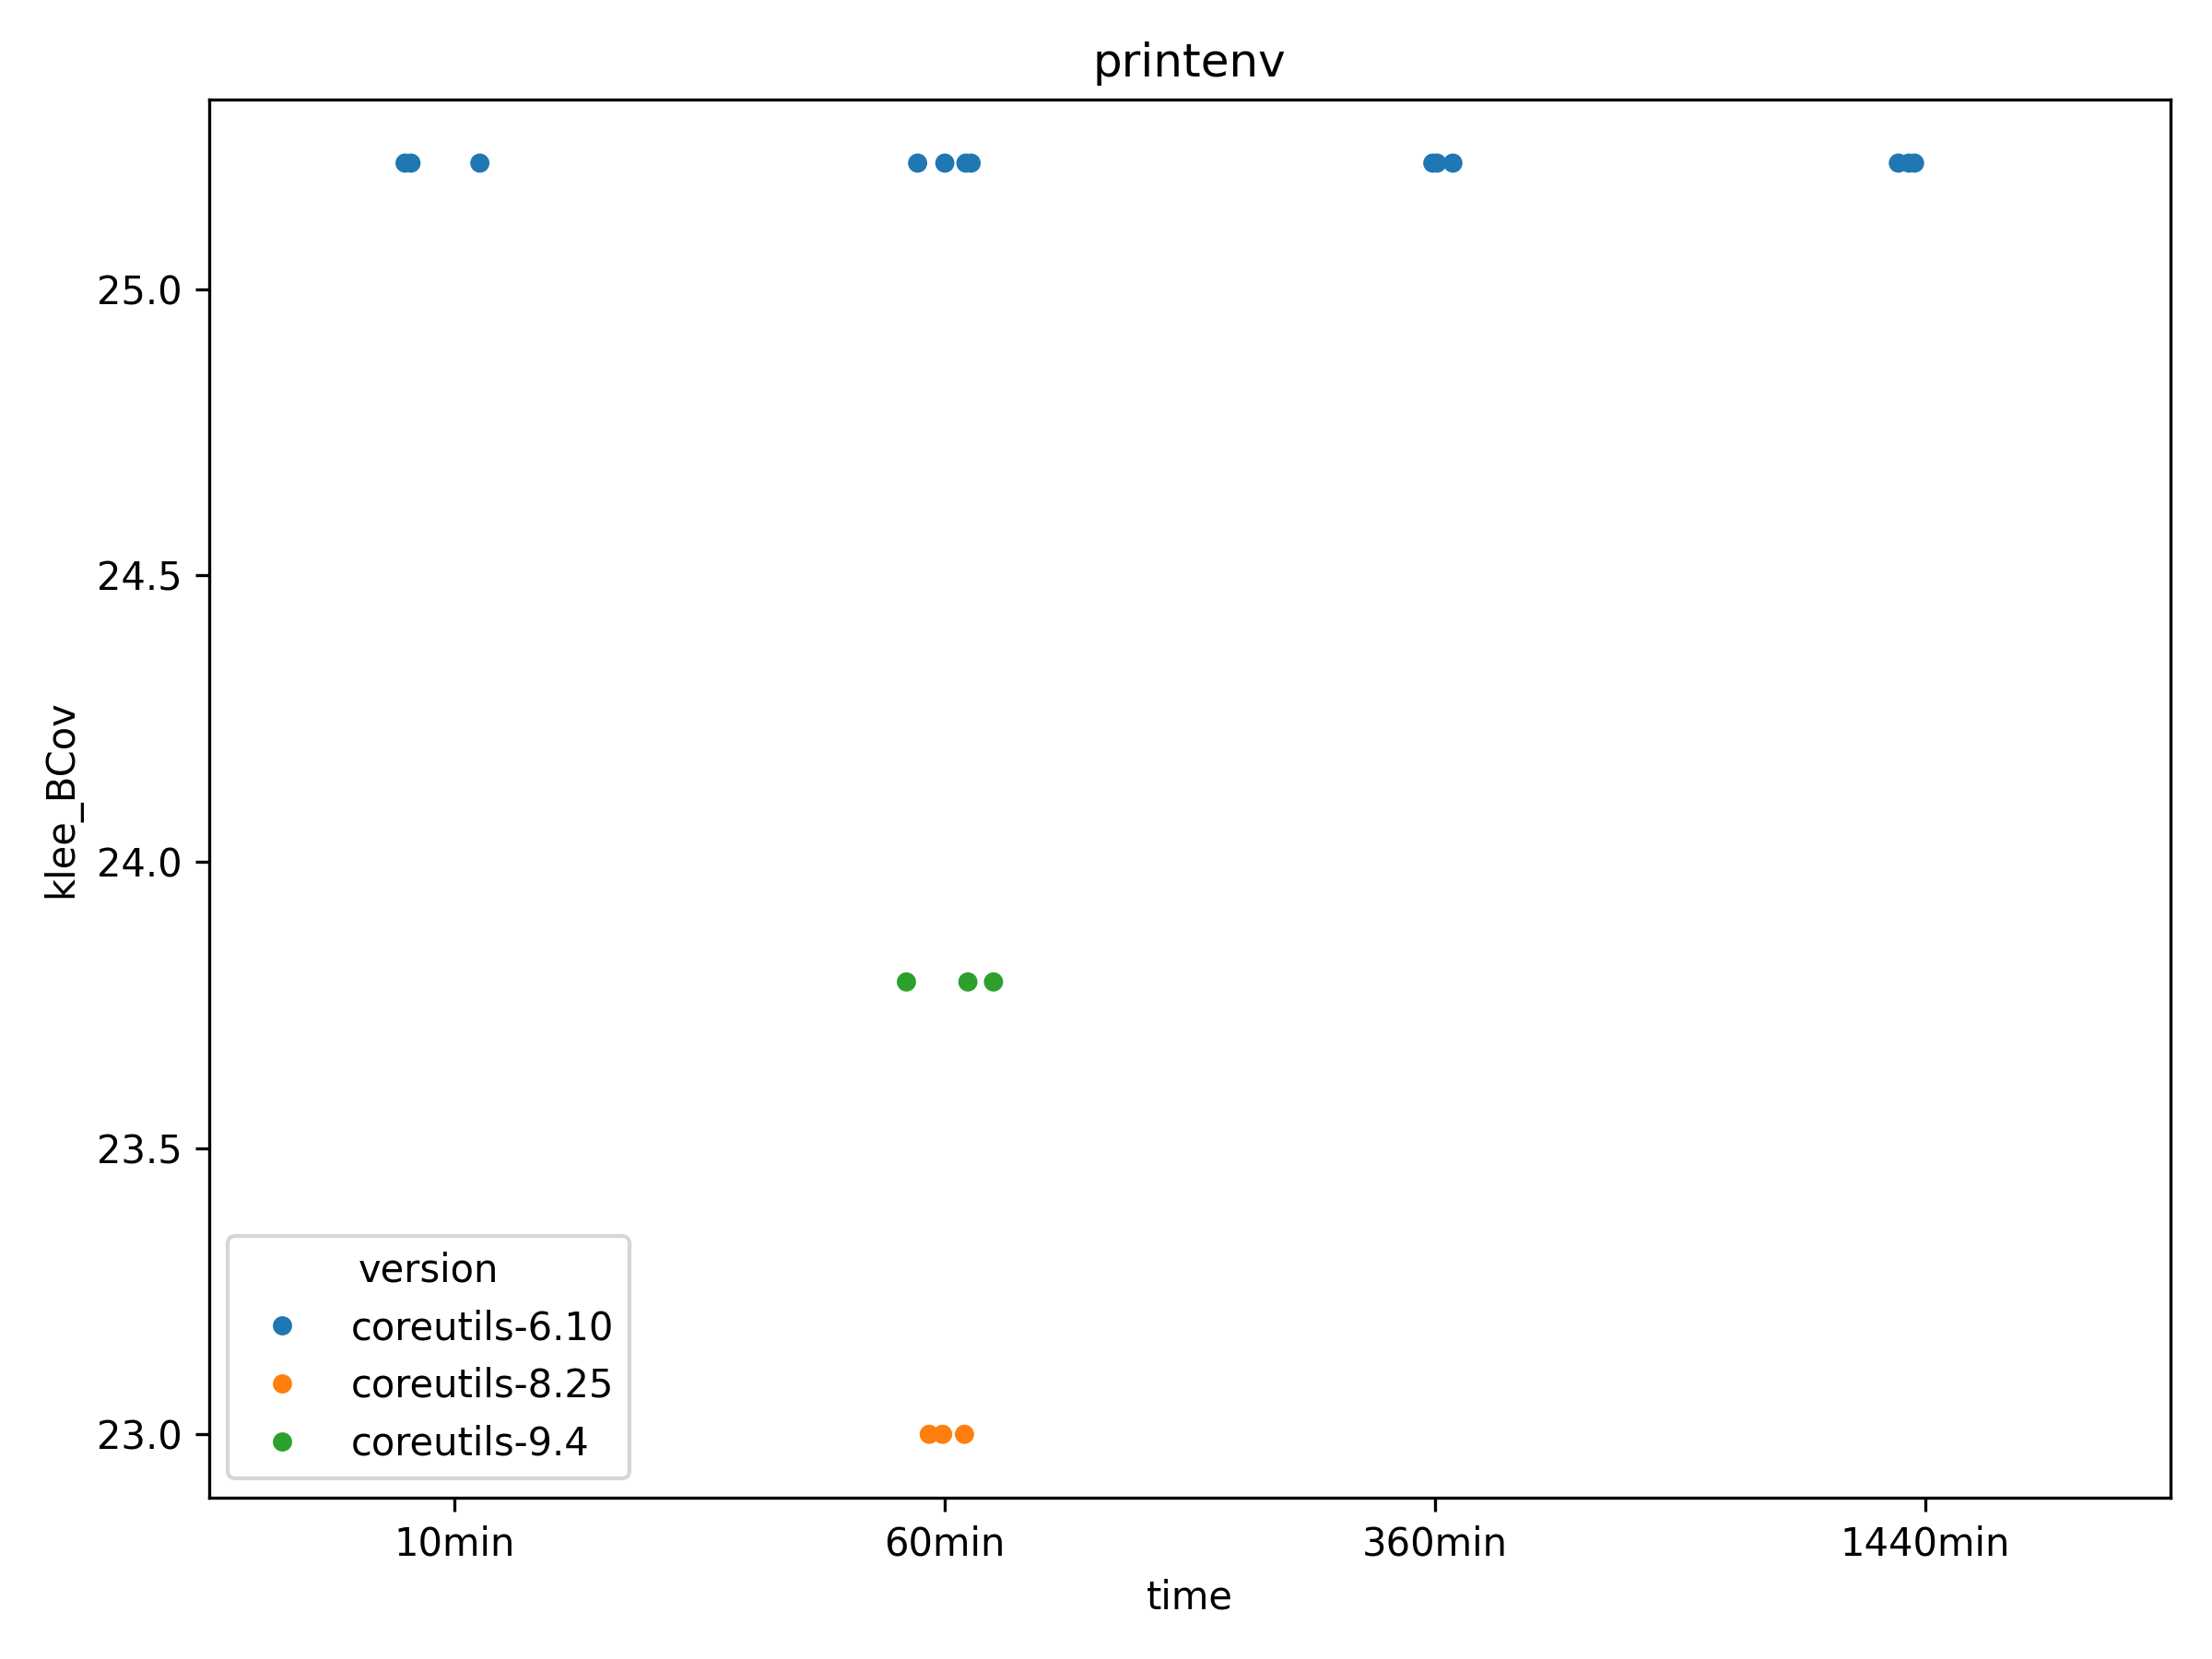 printenv
klee_BCov
25.0
24.5
24.0
23.5
23.0
version
coreutils-6.10
coreutils-8.25
coreutils-9.4
10min 60min 360min 1440min
time